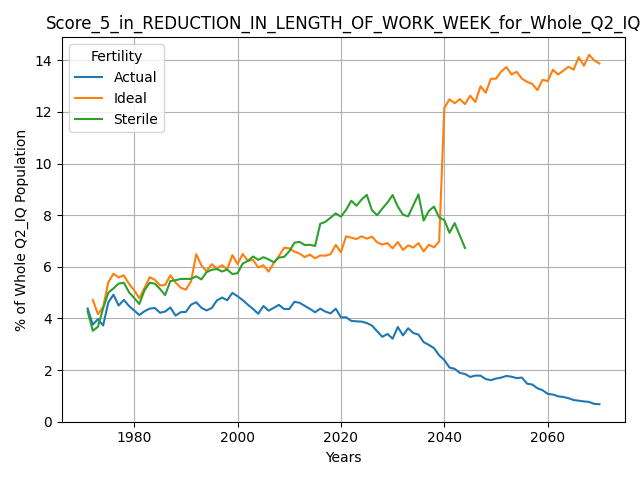 Score_5_in_REDUCTION_IN_LENGTH_OF_WORK_WEEK_for_Whole_Q2_IQ
Fertility
Actual
Ideal
Sterile
% of Whole Q2_IQ Population
14
12
10
8
6
4
2
0
1980 2000 2020 2040 2060
Years